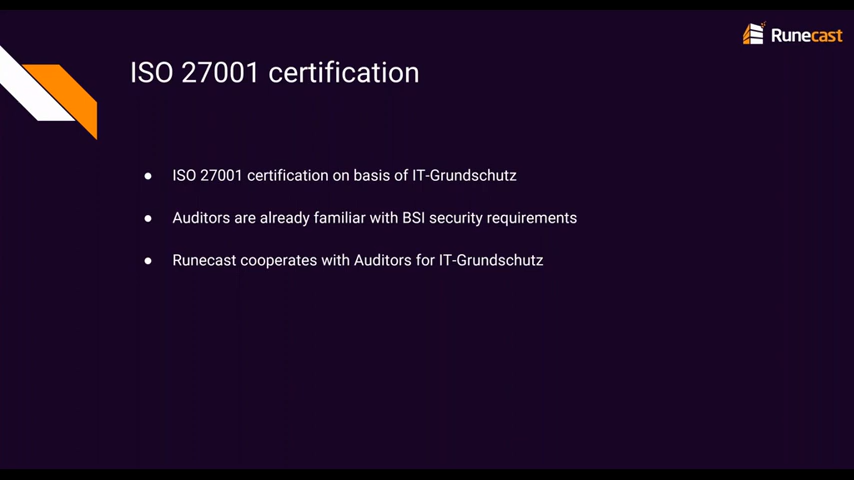 Runecast
ISO 27001 certification
● ISO 27001 certification on basis of IT-Grundschutz
● Auditors are already familiar with BSI security requirements
● Runecast cooperates with Auditors for IT-Grundschutz